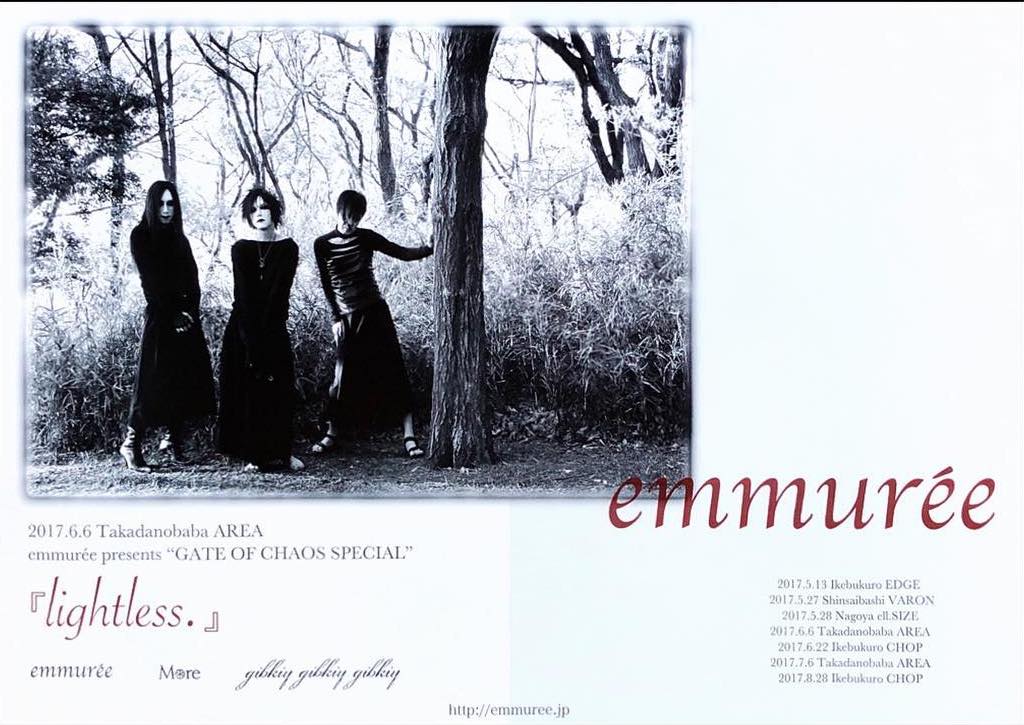 emmurée
2017.6.6 Takadanobaba AREA
emmurée presents “GATE OF CHAOS SPECIAL”
『lightless.』
emmurée More gibkiy gibkiy gibkiy
2017.5.13 Ikebukuro EDGE
2017.5.27 Shinsaibashi VARON
2017.5.28 Nagoya ell.SIZE
2017.6.6 Takadanobaba AREA
2017.6.22 Ikebukuro CHOP
2017.7.6 Takadanobaba AREA
2017.8.28 Ikebukuro CHOP
http://emmuree.jp